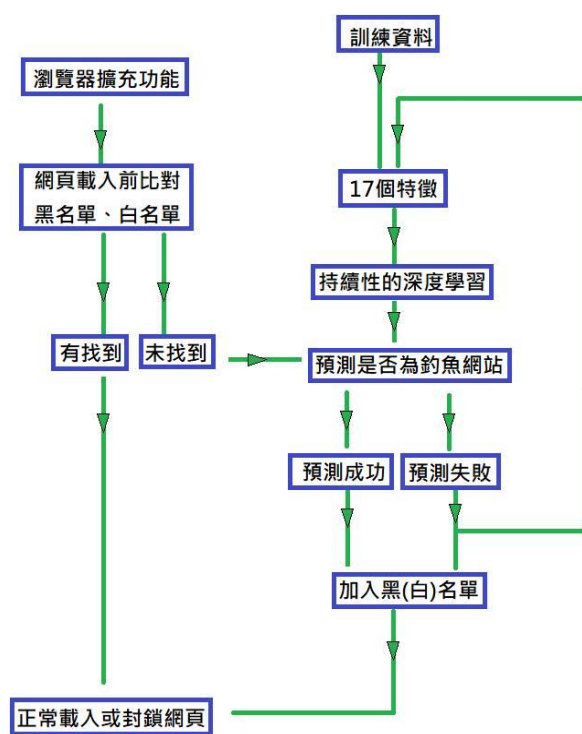 訓練資料
瀏覽器擴充功能
網頁載入前比對
黑名單、白名單
17個特徵
持續性的深度學習
有找到
未找到
預測是否為釣魚網站
預測成功
預測失敗
加入黑(白)名單
正常載入或封鎖網頁